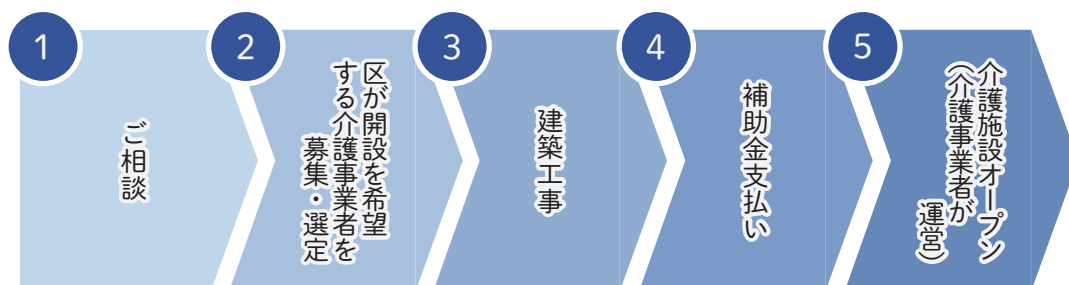 1
ご相談
2
区が開設を希望
する介護事業者を
募集・選定
3
建築工事
4
補助金支払い
5
介護施設オープン
（介護事業者が
運営）